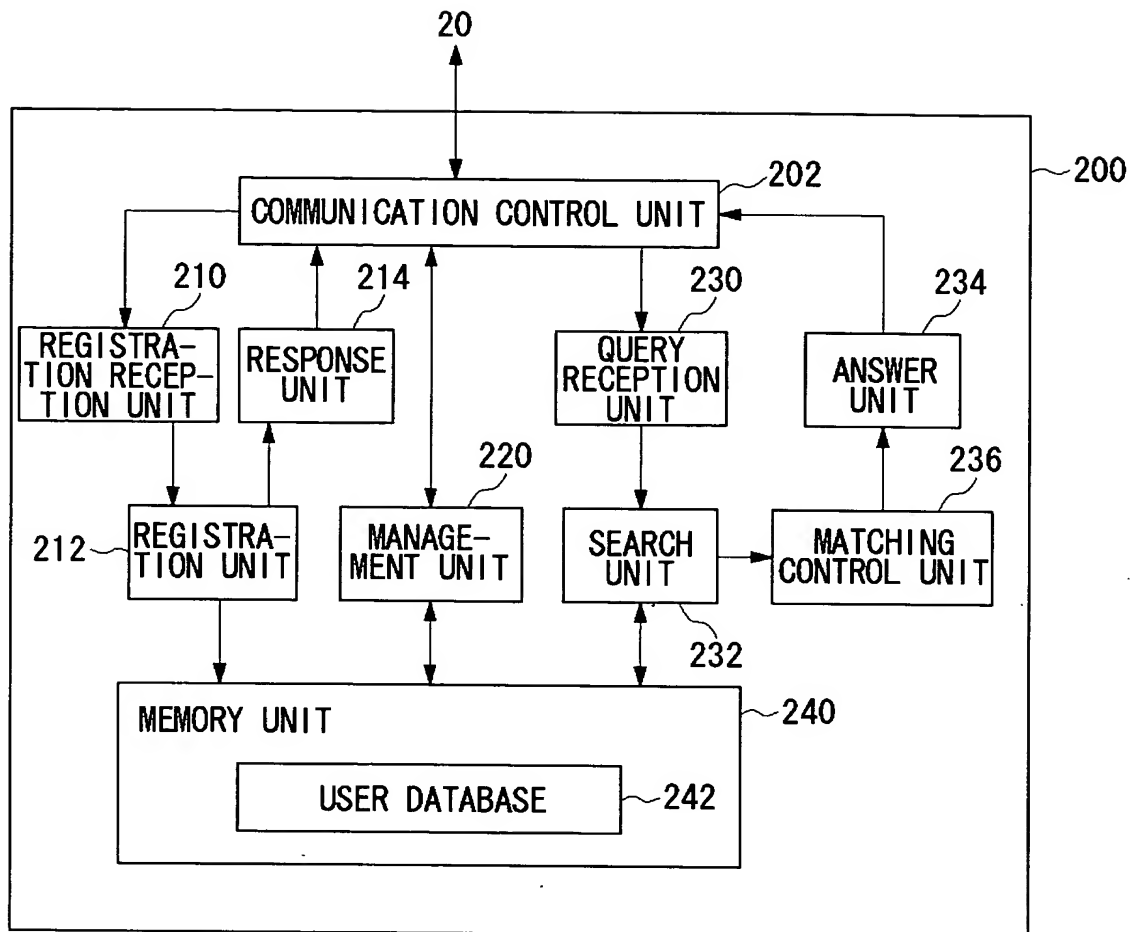 20
200
202
COMMUNICATION CONTROL UNIT
210
214
230
234
REGISTRA-
TION RECEP-
TION UNIT
RESPONSE
UNIT
QUERY
RECEPTION
UNIT
ANSWER
UNIT
220
236
212
REGISTRA-
TION UNIT
MANAGE-
MENT UNIT
SEARCH
UNIT
MATCHING
CONTROL UNIT
232
MEMORY UNIT
240
USER DATABASE
242